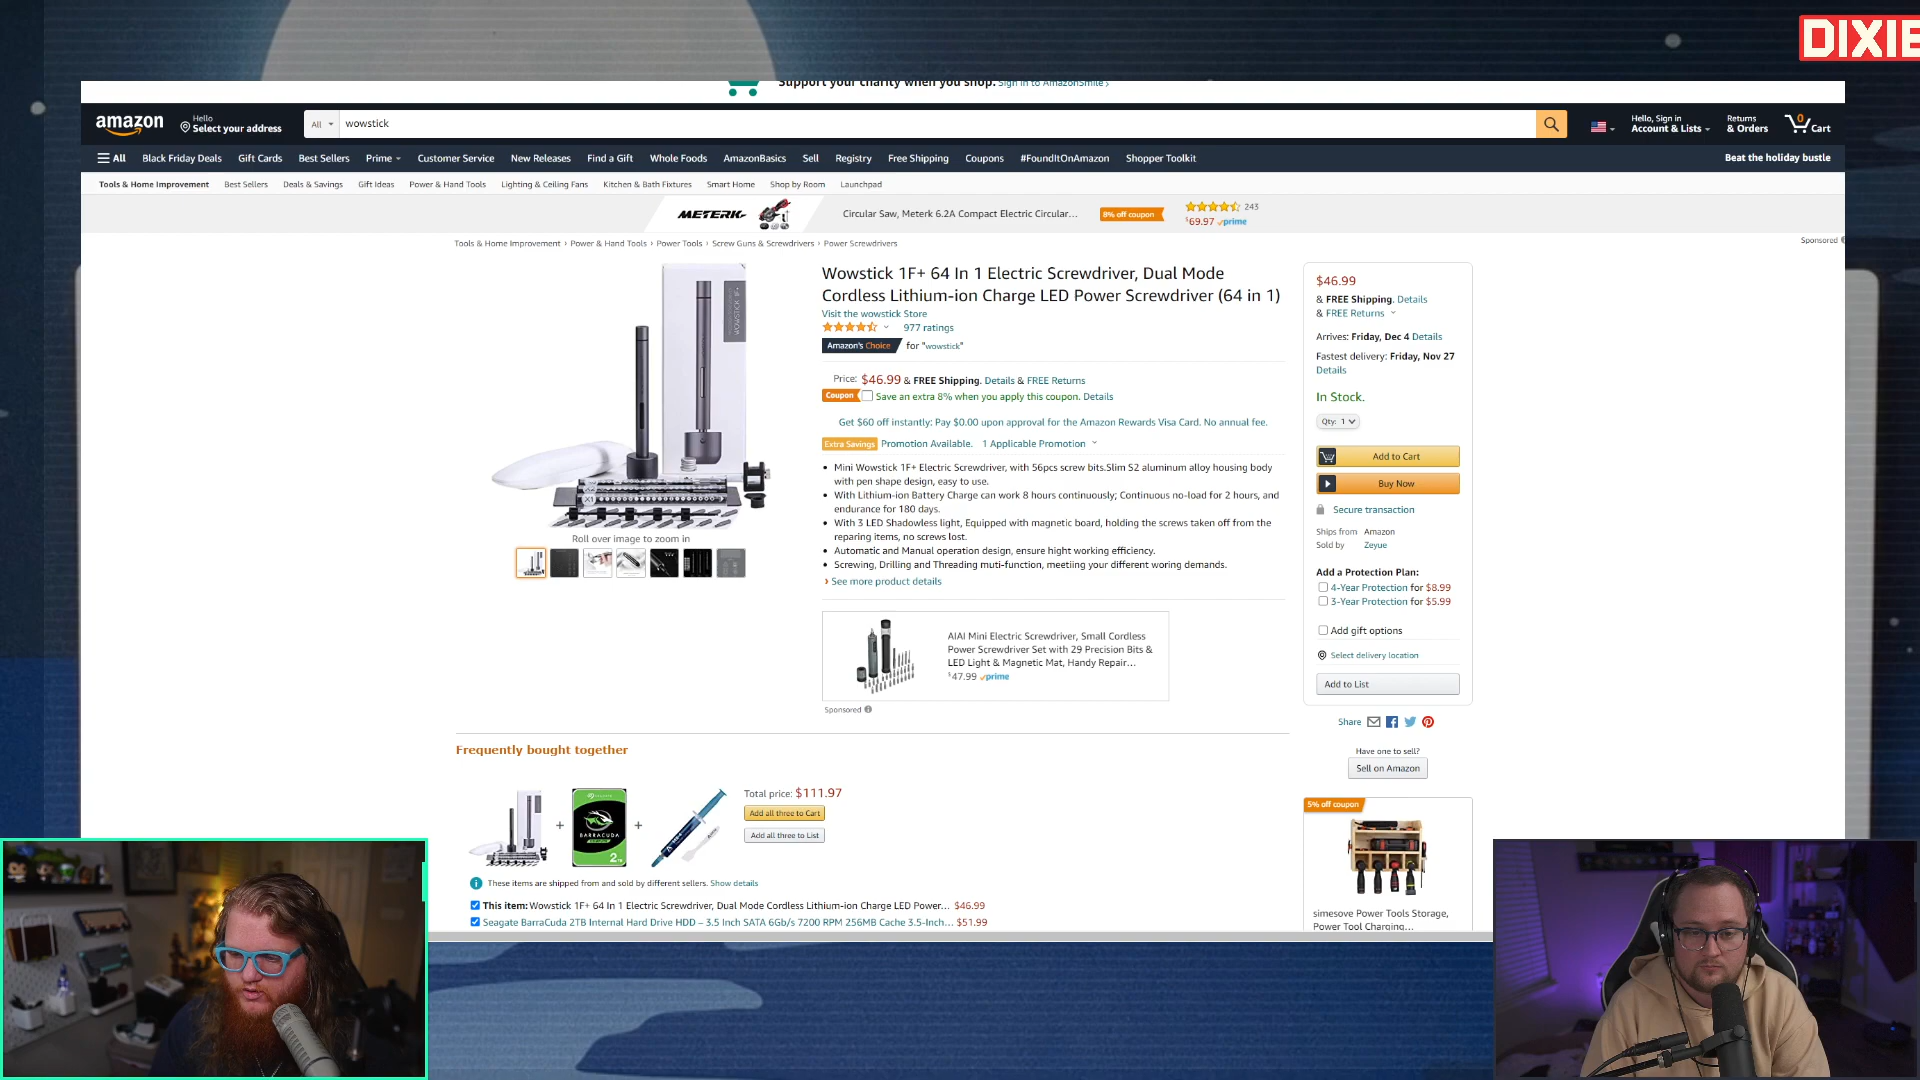 DIXIE
Support your charity when you shop. Sign in to AmazonSmile ›
amazon
Hello
Select your address
All
wowstick
Hello, Sign in
Account & Lists
Returns
& Orders
0
Cart
All
Black Friday Deals
Gift Cards
Best Sellers
Prime
Customer Service
New Releases
Find a Gift
Whole Foods
AmazonBasics
Sell
Registry
Free Shipping
Coupons
#FoundItOnAmazon
Shopper Toolkit
Beat the holiday bustle
Tools & Home Improvement
Best Sellers
Deals & Savings
Gift Ideas
Power & Hand Tools
Lighting & Ceiling Fans
Kitchen & Bath Fixtures
Smart Home
Shop by Room
Launchpad
METERK
Circular Saw, Meterk 6.2A Compact Electric Circular...
8% off coupon
243
$69.97 prime
Sponsored
Tools & Home Improvement › Power & Hand Tools › Power Tools › Screw Guns & Screwdrivers › Power Screwdrivers
WOWSTICK 1F+
X1
Roll over image to zoom in
Wowstick 1F+ 64 In 1 Electric Screwdriver, Dual Mode
Cordless Lithium-ion Charge LED Power Screwdriver (64 in 1)
Visit the wowstick Store
977 ratings
Amazon's Choice for "wowstick"
Price: $46.99 & FREE Shipping. Details & FREE Returns
Coupon Save an extra 8% when you apply this coupon. Details
Get $60 off instantly: Pay $0.00 upon approval for the Amazon Rewards Visa Card. No annual fee.
Extra Savings Promotion Available. 1 Applicable Promotion
• Mini Wowstick 1F+ Electric Screwdriver, with 56pcs screw bits.Slim S2 aluminum alloy housing body
with pen shape design, easy to use.
• With Lithium-ion Battery Charge can work 8 hours continuously; Continuous no-load for 2 hours, and
endurance for 180 days.
• With 3 LED Shadowless light, Equipped with magnetic board, holding the screws taken off from the
reparing items, no screws lost.
• Automatic and Manual operation design, ensure hight working efficiency.
• Screwing, Drilling and Threading muti-function, meetiing your different woring demands.
› See more product details
AIAI Mini Electric Screwdriver, Small Cordless
Power Screwdriver Set with 29 Precision Bits &
LED Light & Magnetic Mat, Handy Repair...
$47.99 prime
Sponsored
$46.99
& FREE Shipping. Details
& FREE Returns
Arrives: Friday, Dec 4 Details
Fastest delivery: Friday, Nov 27
Details
In Stock.
Qty: 1
Add to Cart
Buy Now
Secure transaction
Ships from Amazon
Sold by Zeyue
Add a Protection Plan:
4-Year Protection for $8.99
3-Year Protection for $5.99
Add gift options
Select delivery location
Add to List
Share
Have one to sell?
Sell on Amazon
5% off coupon
simesove Power Tools Storage,
Power Tool Charging...
Frequently bought together
SEAGATE
BARRACUDA
2TB
+
+
Total price: $111.97
Add all three to Cart
Add all three to List
These items are shipped from and sold by different sellers. Show details
This item: Wowstick 1F+ 64 In 1 Electric Screwdriver, Dual Mode Cordless Lithium-ion Charge LED Power... $46.99
Seagate BarraCuda 2TB Internal Hard Drive HDD – 3.5 Inch SATA 6Gb/s 7200 RPM 256MB Cache 3.5-Inch... $51.99